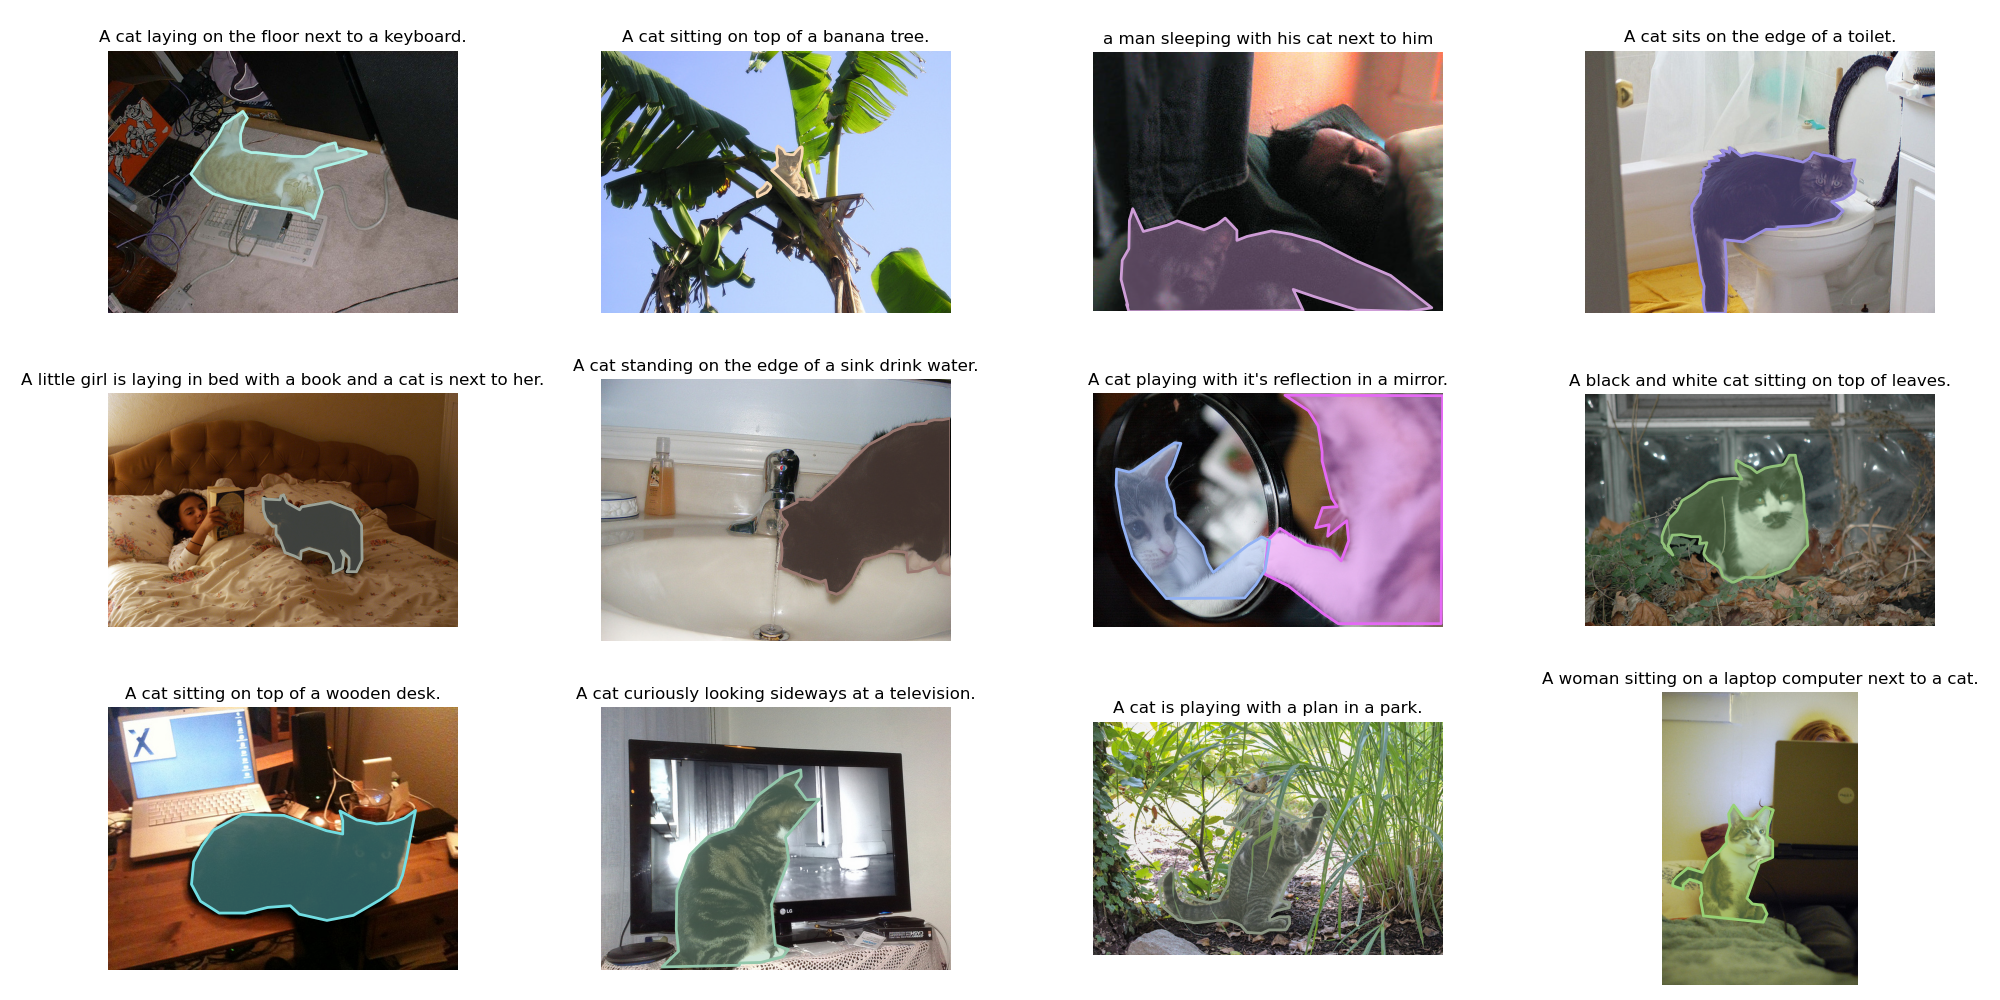 A cat laying on the floor next to a keyboard.
A cat sitting on top of a banana tree.
a man sleeping with his cat next to him
A cat sits on the edge of a toilet.
A little girl is laying in bed with a book and a cat is next to her.
A cat standing on the edge of a sink drink water.
A cat playing with it's reflection in a mirror.
A black and white cat sitting on top of leaves.
A cat sitting on top of a wooden desk.
A cat curiously looking sideways at a television.
A cat is playing with a plan in a park.
A woman sitting on a laptop computer next to a cat.
X
LG